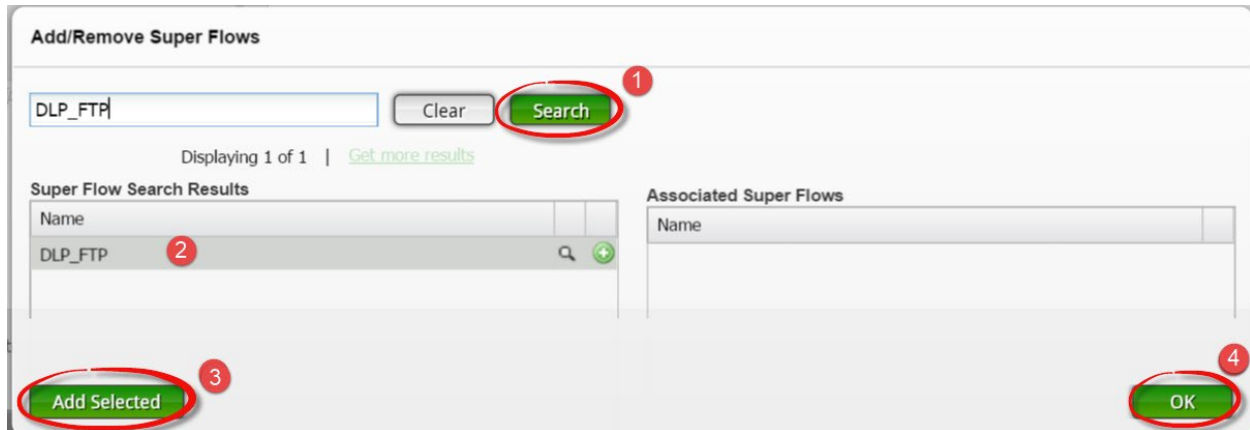 Add/Remove Super Flows
DLP_FTP Clear Search 1
Displaying 1 of 1 | Get more results
Super Flow Search Results
Associated Super Flows
Name
Name
DLP_FTP 2
3
4
Add Selected
OK